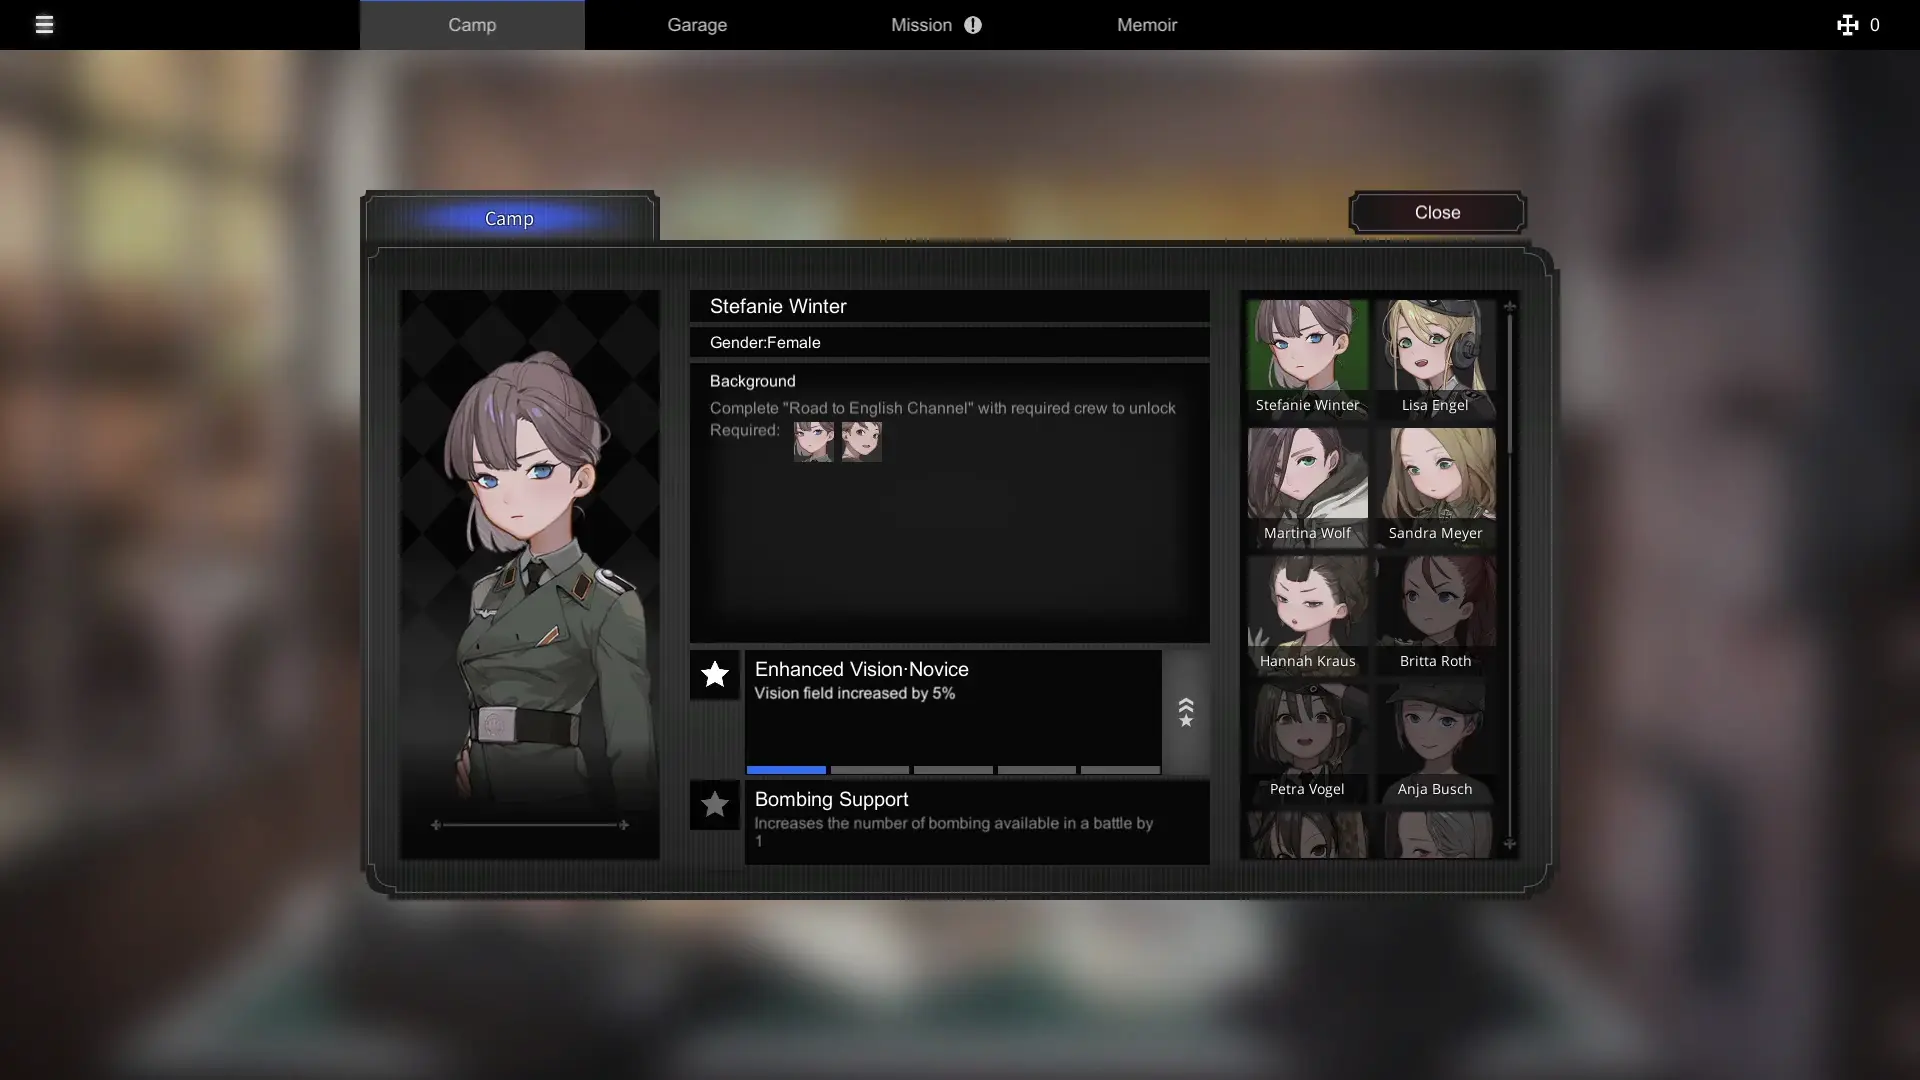 Camp
Garage
Mission
Memoir
0
Camp
Close
Stefanie Winter
Gender:Female
Background
Complete "Road to English Channel" with required crew to unlock
Required:
Enhanced Vision·Novice
Vision field increased by 5%
Bombing Support
Increases the number of bombing available in a battle by
1
Stefanie Winter
Lisa Engel
Martina Wolf
Sandra Meyer
Hannah Kraus
Britta Roth
Petra Vogel
Anja Busch